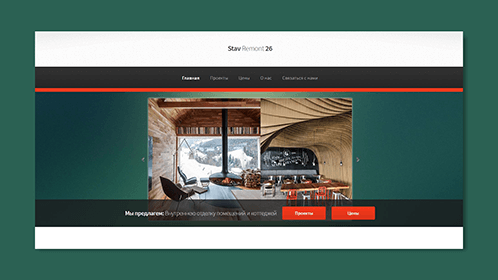 Stav Remont 26
Главная Проекты Цены О нас Связаться с нами
Мы предлагаем: Внутреннюю отделку помещений и коттеджей
Проекты Цены